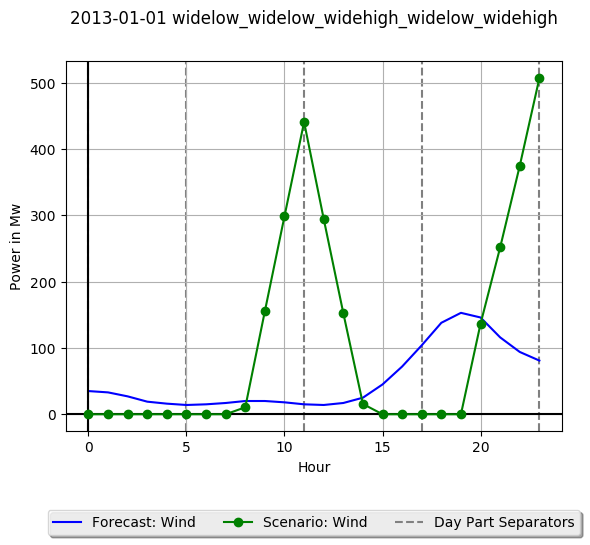 2013-01-01 widelow_widelow_widehigh_widelow_widehigh
500
400
300
200
100
0
Power in Mw
0 5 10 15 20
Hour
Forecast: Wind Scenario: Wind Day Part Separators